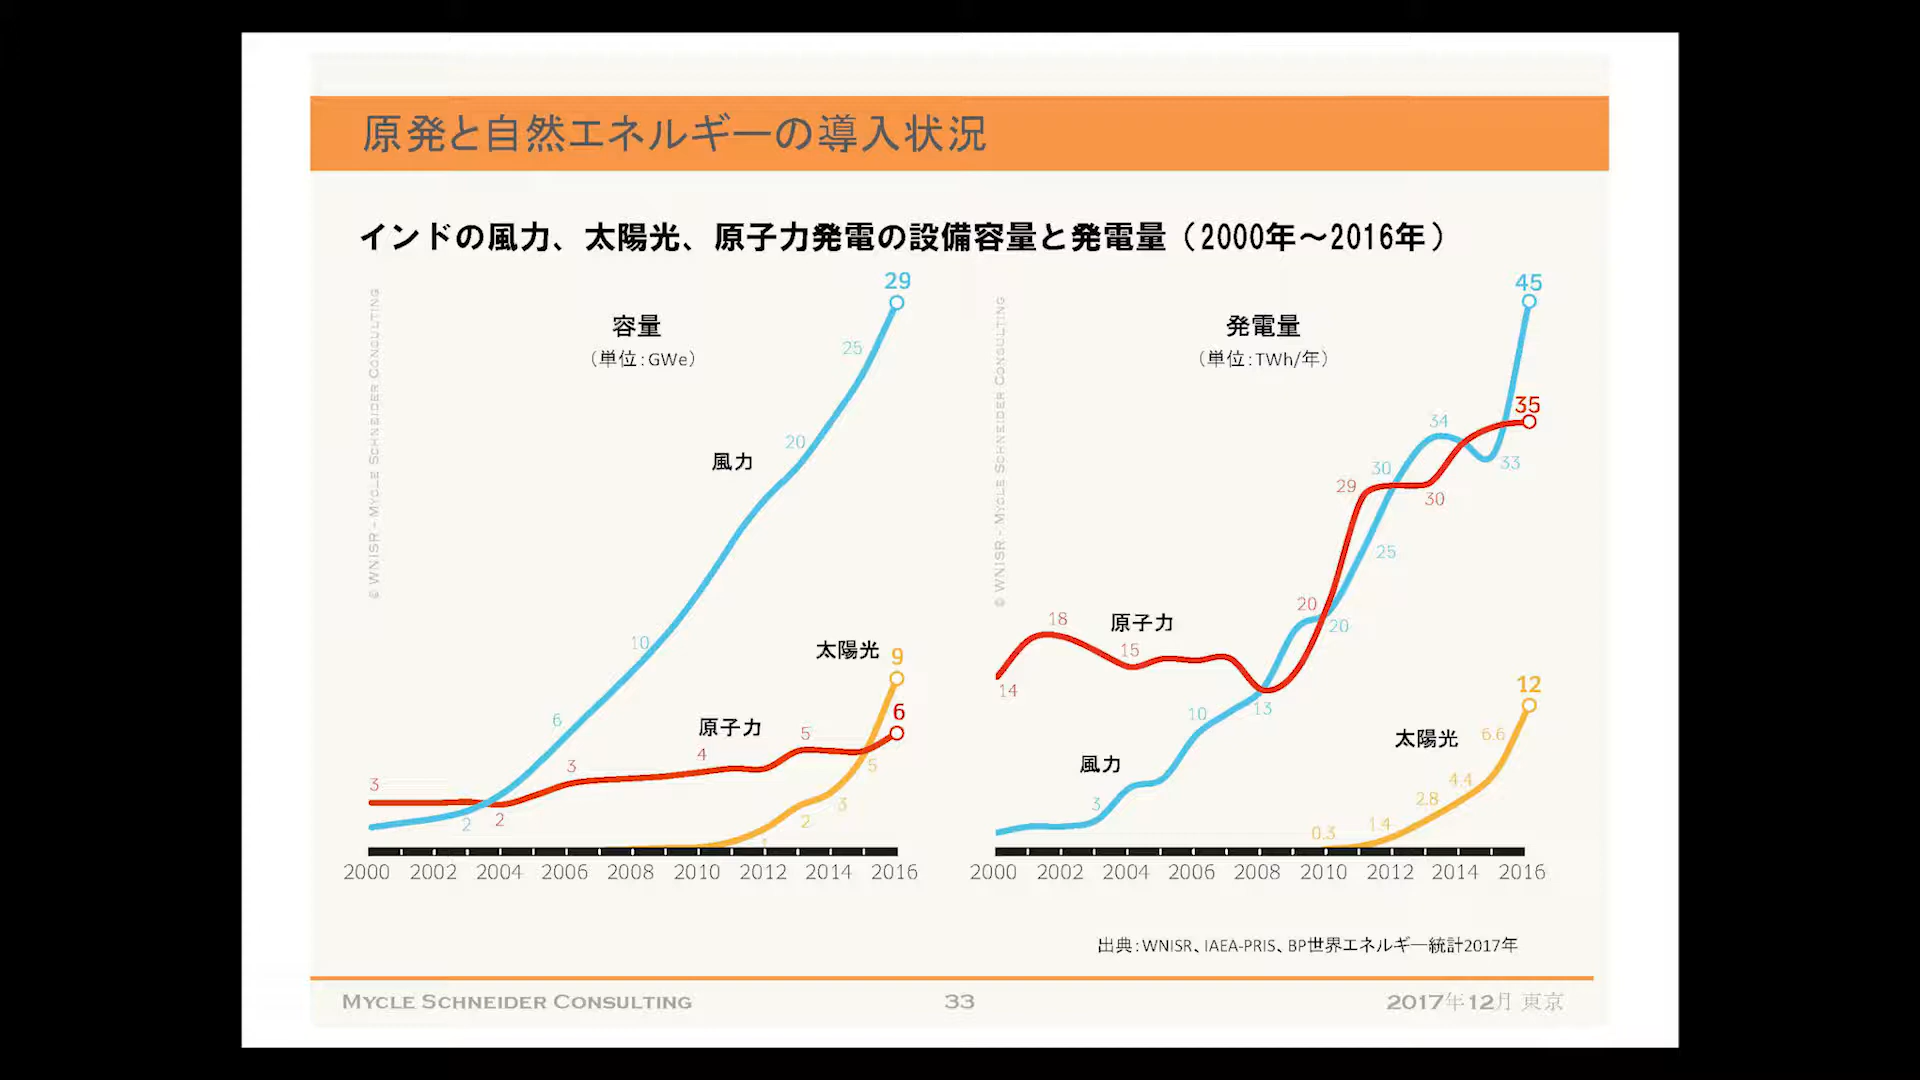 原発と自然エネルギーの導入状況
インドの風力、太陽光、原子力発電の設備容量と発電量（2000年～2016年）
© WNISR - MYCLE SCHNEIDER CONSULTING
容量
（単位：GWe）
29
25
20
風力
10
太陽光
9
6
原子力
6
5
4
3
3
5
3
2
2
2
2000 2002 2004 2006 2008 2010 2012 2014 2016
© WNISR - MYCLE SCHNEIDER CONSULTING
発電量
（単位：TWh/年）
45
35
34
33
30
29
30
25
20
20
18
原子力
15
14
13
10
12
太陽光
6.6
風力
4.4
2.8
3
1.4
0.3
2000 2002 2004 2006 2008 2010 2012 2014 2016
出典：WNISR、IAEA-PRIS、BP世界エネルギー統計2017年
MYCLE SCHNEIDER CONSULTING
33
2017年12月 東京